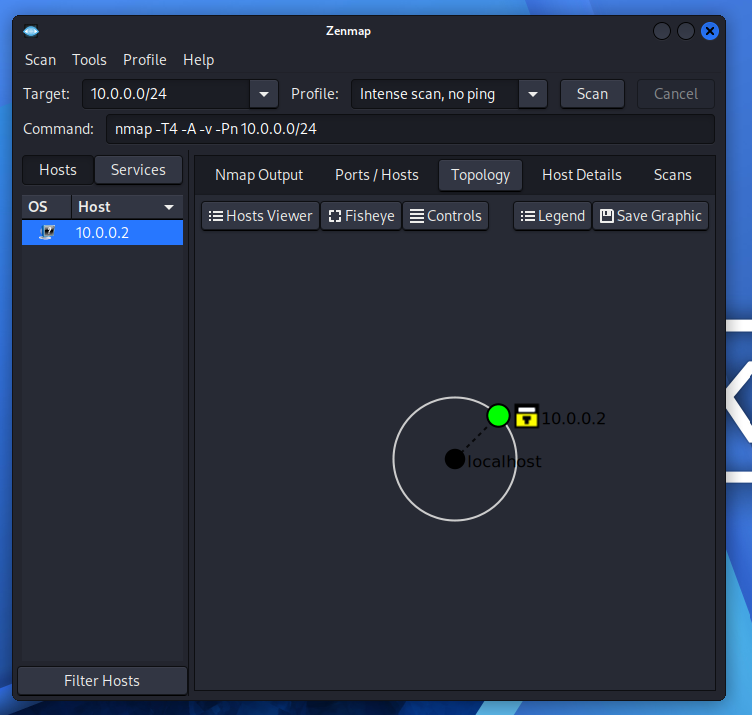 Zenmap
Scan Tools Profile Help
Target: 10.0.0.0/24 Profile: Intense scan, no ping Scan Cancel
Command: nmap -T4 -A -v -Pn 10.0.0.0/24
Hosts Services
Nmap Output Ports / Hosts Topology Host Details Scans
OS Host
Hosts Viewer Fisheye Controls Legend Save Graphic
10.0.0.2
10.0.0.2
localhost
Filter Hosts